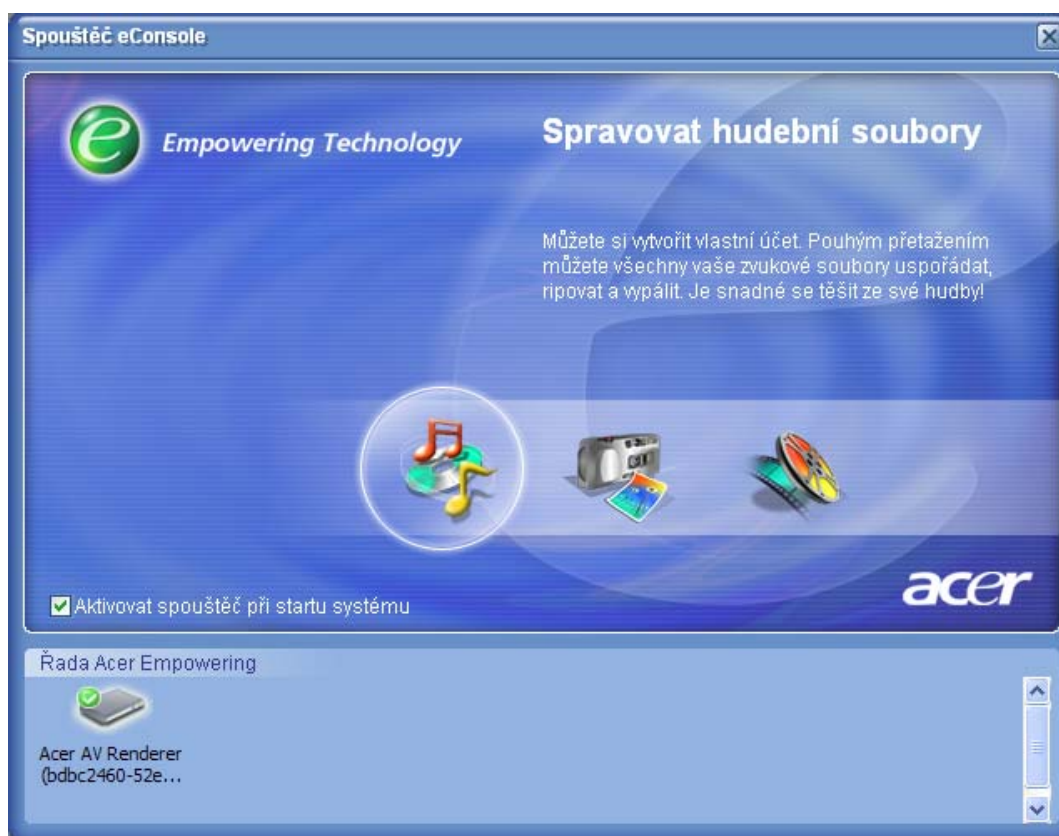 Spouštěč eConsole
e Empowering Technology
Spravovat hudební soubory
Můžete si vytvořit vlastní účet. Pouhým přetažením
můžete všechny vaše zvukové soubory uspořádat,
ripovat a vypálit. Je snadné se těšit ze své hudby!
acer
Aktivovat spouštěč při startu systému
Řada Acer Empowering
Acer AV Renderer
(bdbc2460-52e...